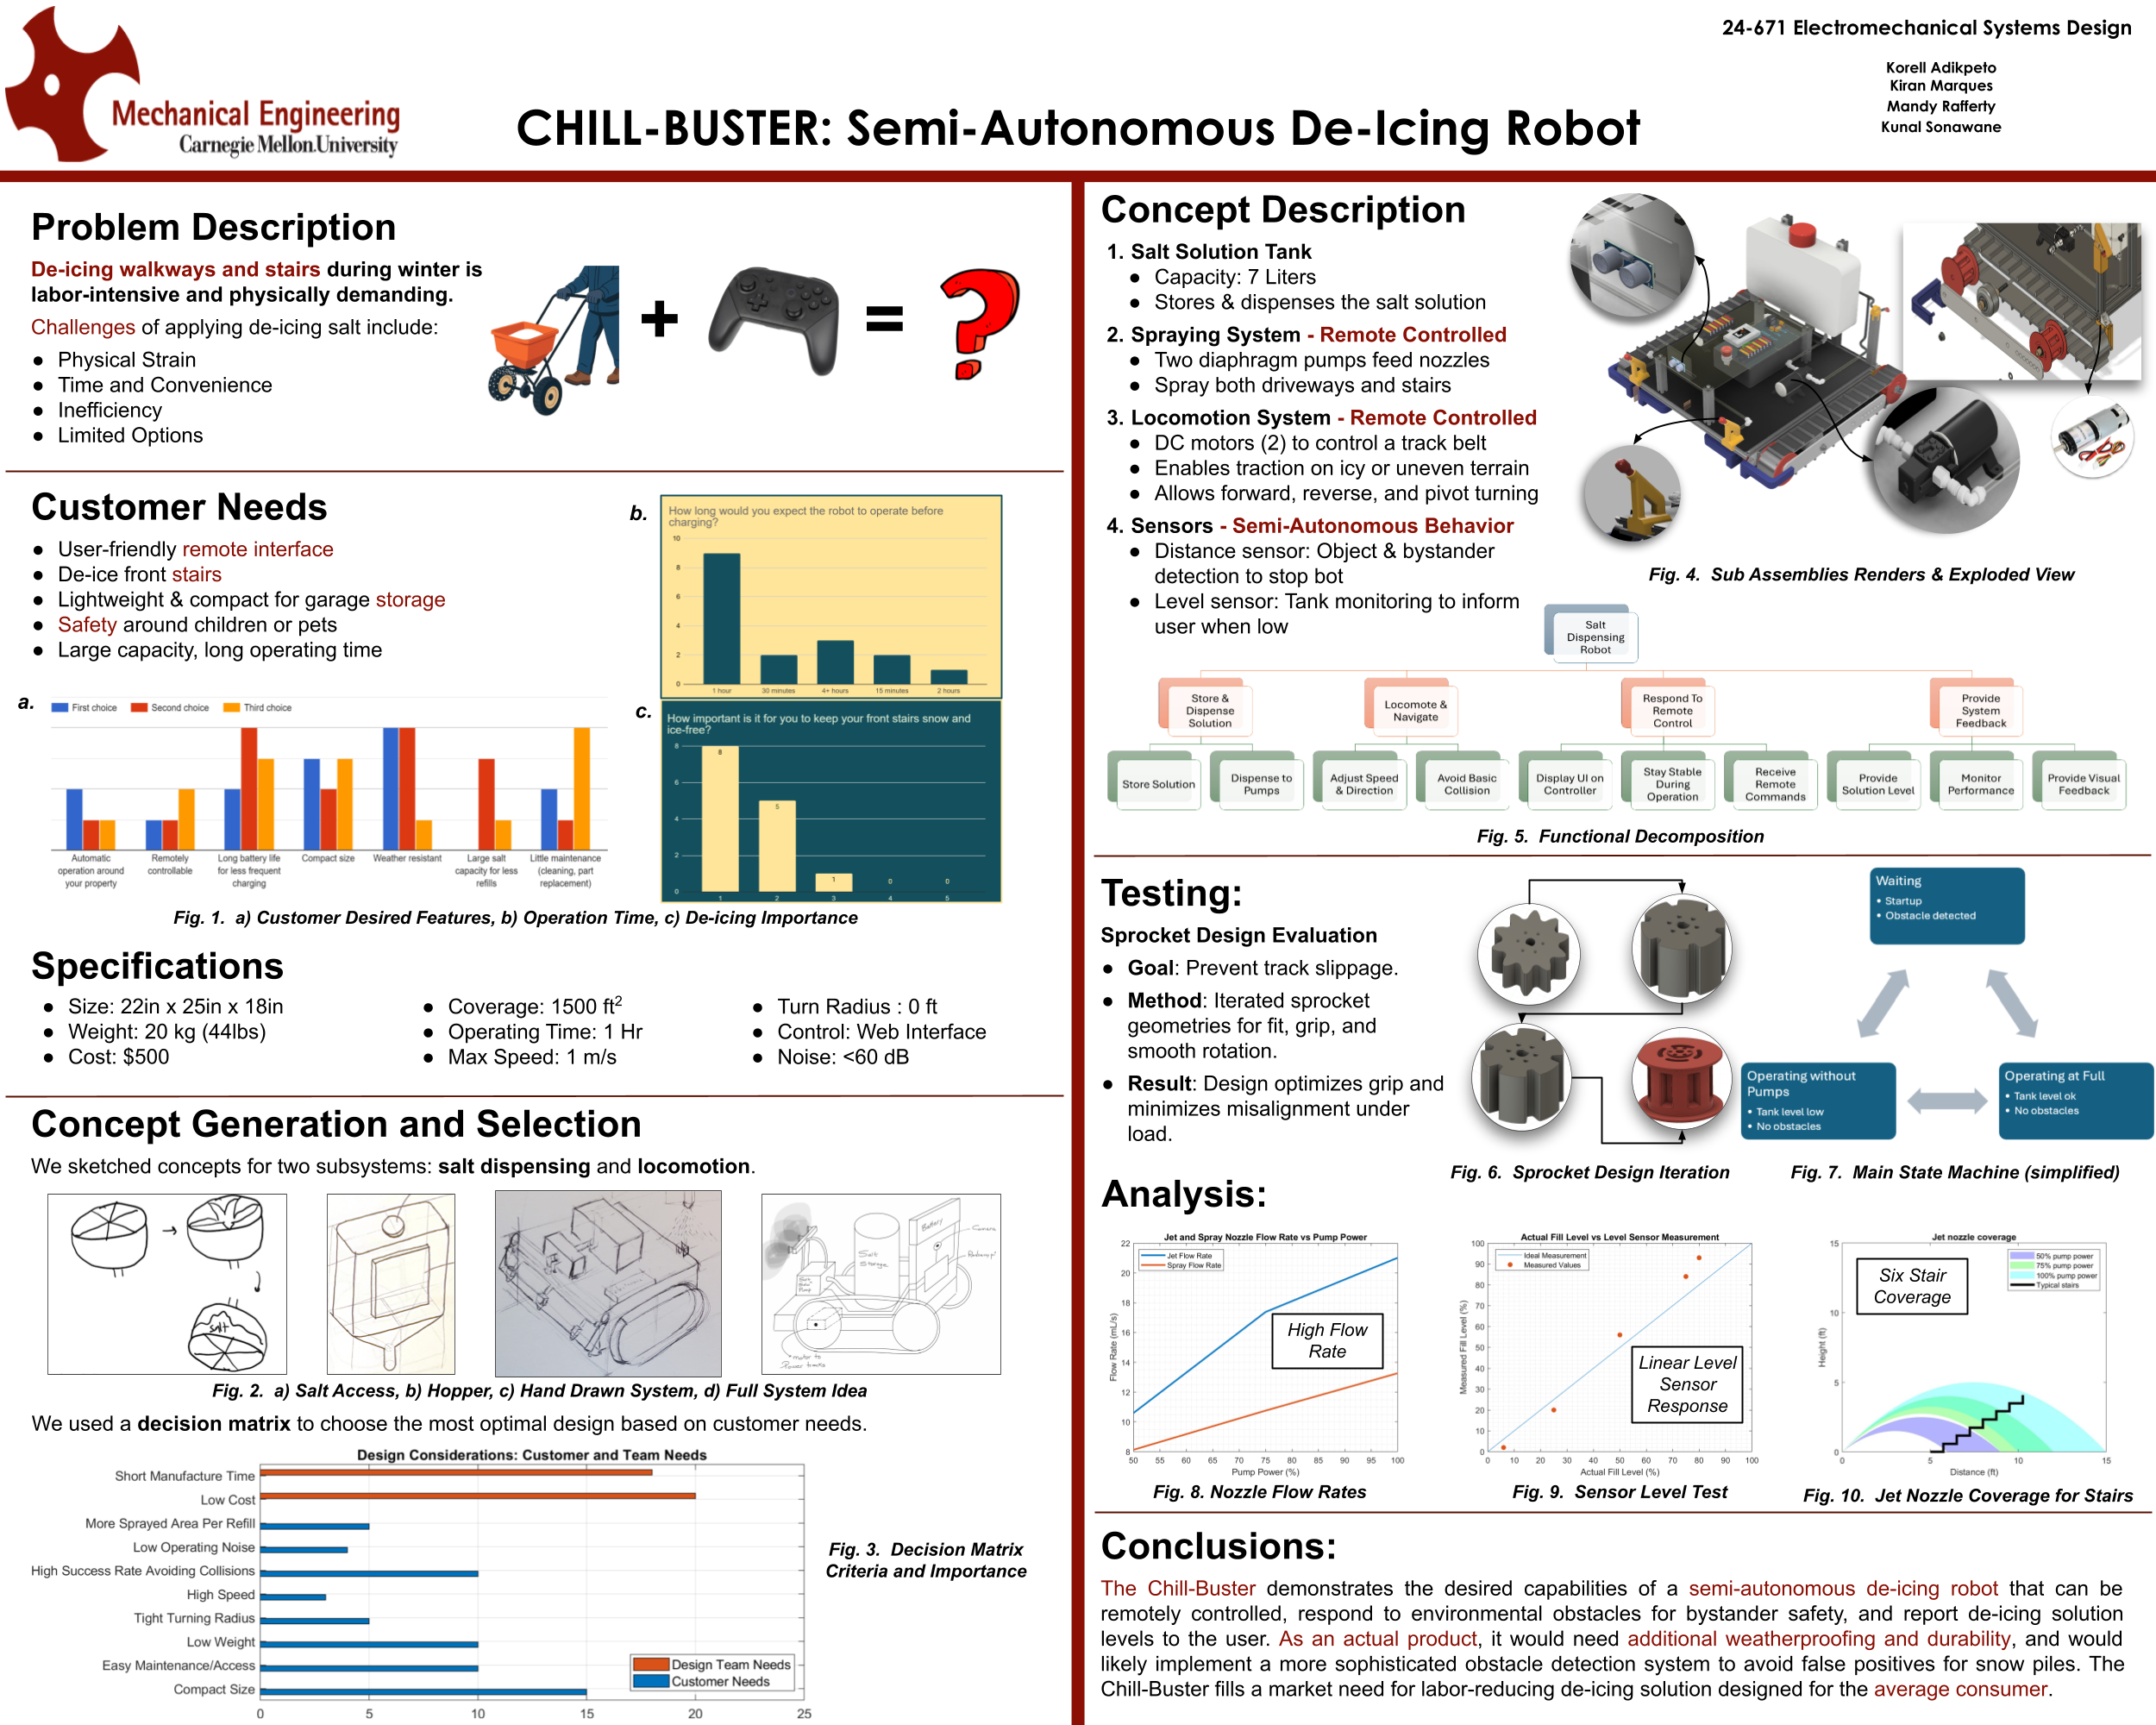 24-671 Electromechanical Systems Design
Korell Adikpeto
Kiran Marques
Mandy Rafferty
Kunal Sonawane
Mechanical Engineering
Carnegie Mellon University
CHILL-BUSTER: Semi-Autonomous De-Icing Robot
Problem Description
De-icing walkways and stairs during winter is
labor-intensive and physically demanding.
Challenges of applying de-icing salt include:
● Physical Strain
● Time and Convenience
● Inefficiency
● Limited Options
+
=
?
Customer Needs
● User-friendly remote interface
● De-ice front stairs
● Lightweight & compact for garage storage
● Safety around children or pets
● Large capacity, long operating time
a.
First choice Second choice Third choice
Automatic
operation around
your property
Remotely
controllable
Long battery life
for less frequent
charging
Compact size
Weather resistant
Large salt
capacity for less
refills
Little maintenance
(cleaning, part
replacement)
b.
How long would you expect the robot to operate before
charging?
10
8
6
4
2
0
1 hour 30 minutes 4+ hours 15 minutes 2 hours
c.
How important is it for you to keep your front stairs snow and
ice-free?
8
6
4
2
0
8 5 1 0 0
1 2 3 4 5
Fig. 1. a) Customer Desired Features, b) Operation Time, c) De-icing Importance
Specifications
● Size: 22in x 25in x 18in
● Weight: 20 kg (44lbs)
● Cost: $500
● Coverage: 1500 ft2
● Operating Time: 1 Hr
● Max Speed: 1 m/s
● Turn Radius : 0 ft
● Control: Web Interface
● Noise: <60 dB
Concept Generation and Selection
We sketched concepts for two subsystems: salt dispensing and locomotion.
salt
Salt
Storage
Battery
Camera
motor to
Power tracks
Fig. 2. a) Salt Access, b) Hopper, c) Hand Drawn System, d) Full System Idea
We used a decision matrix to choose the most optimal design based on customer needs.
Design Considerations: Customer and Team Needs
Short Manufacture Time
Low Cost
More Sprayed Area Per Refill
Low Operating Noise
High Success Rate Avoiding Collisions
High Speed
Tight Turning Radius
Low Weight
Easy Maintenance/Access
Compact Size
Design Team Needs
Customer Needs
0 5 10 15 20 25
Fig. 3. Decision Matrix
Criteria and Importance
Concept Description
1. Salt Solution Tank
● Capacity: 7 Liters
● Stores & dispenses the salt solution
2. Spraying System - Remote Controlled
● Two diaphragm pumps feed nozzles
● Spray both driveways and stairs
3. Locomotion System - Remote Controlled
● DC motors (2) to control a track belt
● Enables traction on icy or uneven terrain
● Allows forward, reverse, and pivot turning
4. Sensors - Semi-Autonomous Behavior
● Distance sensor: Object & bystander
detection to stop bot
● Level sensor: Tank monitoring to inform
user when low
Fig. 4. Sub Assemblies Renders & Exploded View
Salt
Dispensing
Robot
Store &
Dispense
Solution
Locomote &
Navigate
Respond To
Remote
Control
Provide
System
Feedback
Store Solution
Dispense to
Pumps
Adjust Speed
& Direction
Avoid Basic
Collision
Display UI on
Controller
Stay Stable
During
Operation
Receive
Remote
Commands
Provide
Solution Level
Monitor
Performance
Provide Visual
Feedback
Fig. 5. Functional Decomposition
Testing:
Sprocket Design Evaluation
● Goal: Prevent track slippage.
● Method: Iterated sprocket
geometries for fit, grip, and
smooth rotation.
● Result: Design optimizes grip and
minimizes misalignment under
load.
Fig. 6. Sprocket Design Iteration
Waiting
• Startup
• Obstacle detected
Operating without
Pumps
• Tank level low
• No obstacles
Operating at Full
• Tank level ok
• No obstacles
Fig. 7. Main State Machine (simplified)
Analysis:
Jet and Spray Nozzle Flow Rate vs Pump Power
Jet Flow Rate
Spray Flow Rate
Flow Rate (mL/s)
22
20
18
16
14
12
10
8
50 55 60 65 70 75 80 85 90 95 100
Pump Power (%)
High Flow
Rate
Fig. 8. Nozzle Flow Rates
Actual Fill Level vs Level Sensor Measurement
Ideal Measurement
Measured Values
Measured Fill Level (%)
100
90
80
70
60
50
40
30
20
10
0
0 10 20 30 40 50 60 70 80 90 100
Actual Fill Level (%)
Linear Level
Sensor
Response
Fig. 9. Sensor Level Test
Jet nozzle coverage
50% pump power
75% pump power
100% pump power
Typical stairs
Six Stair
Coverage
Height (ft)
15
10
5
0
0 5 10 15
Distance (ft)
Fig. 10. Jet Nozzle Coverage for Stairs
Conclusions:
The Chill-Buster demonstrates the desired capabilities of a semi-autonomous de-icing robot that can be
remotely controlled, respond to environmental obstacles for bystander safety, and report de-icing solution
levels to the user. As an actual product, it would need additional weatherproofing and durability, and would
likely implement a more sophisticated obstacle detection system to avoid false positives for snow piles. The
Chill-Buster fills a market need for labor-reducing de-icing solution designed for the average consumer.